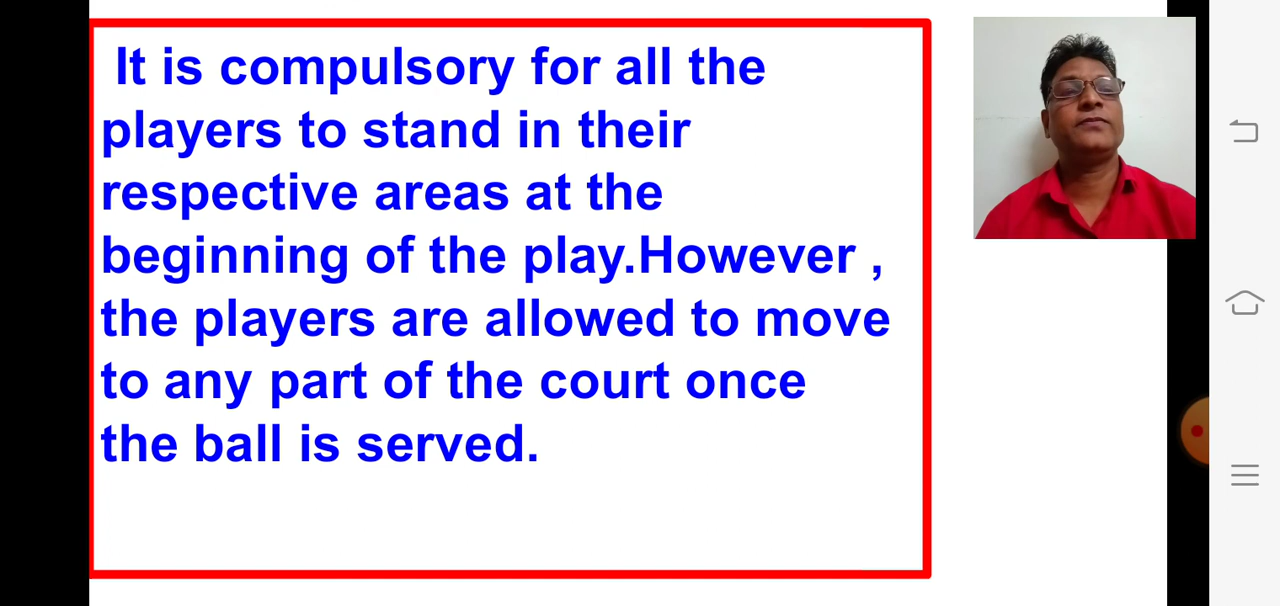 It is compulsory for all the
players to stand in their
respective areas at the
beginning of the play.However ,
the players are allowed to move
to any part of the court once
the ball is served.